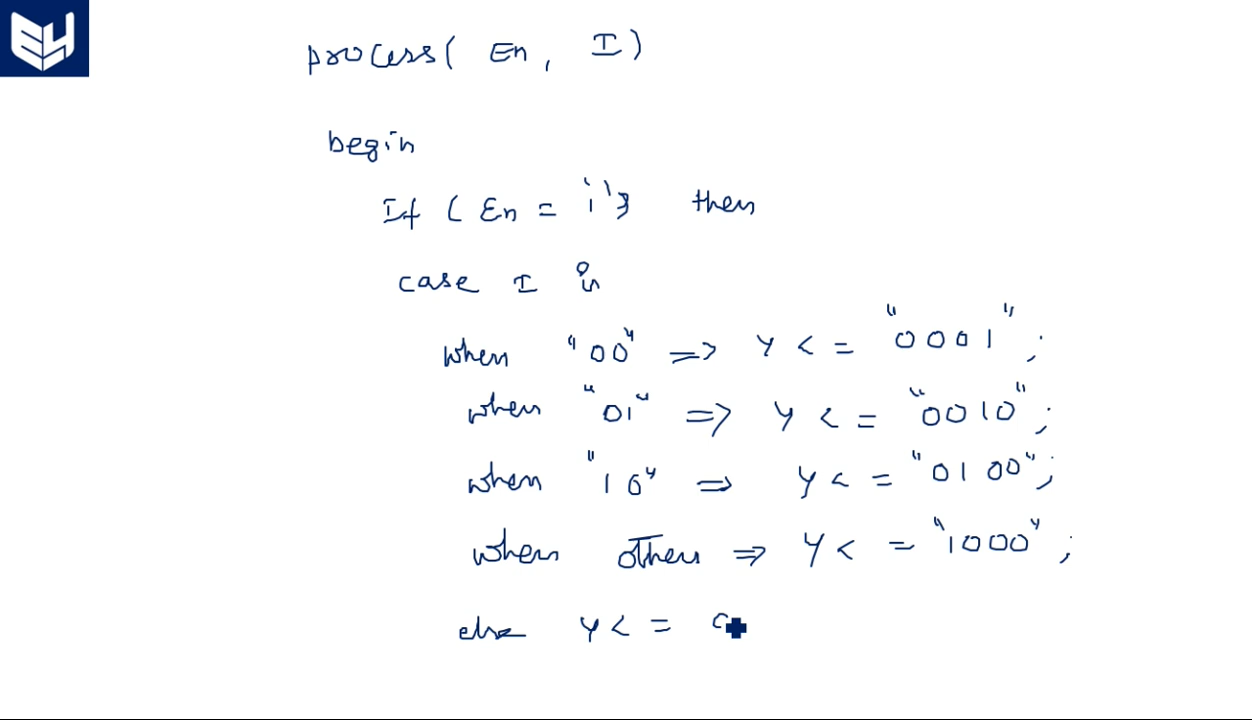 process( En, I)
begin
If ( En = '1') then
case I is
when "00" => Y <= "0001";
when "01" => Y <= "0010";
when "10" => Y <= "0100";
when others => Y <= "1000";
else Y <=